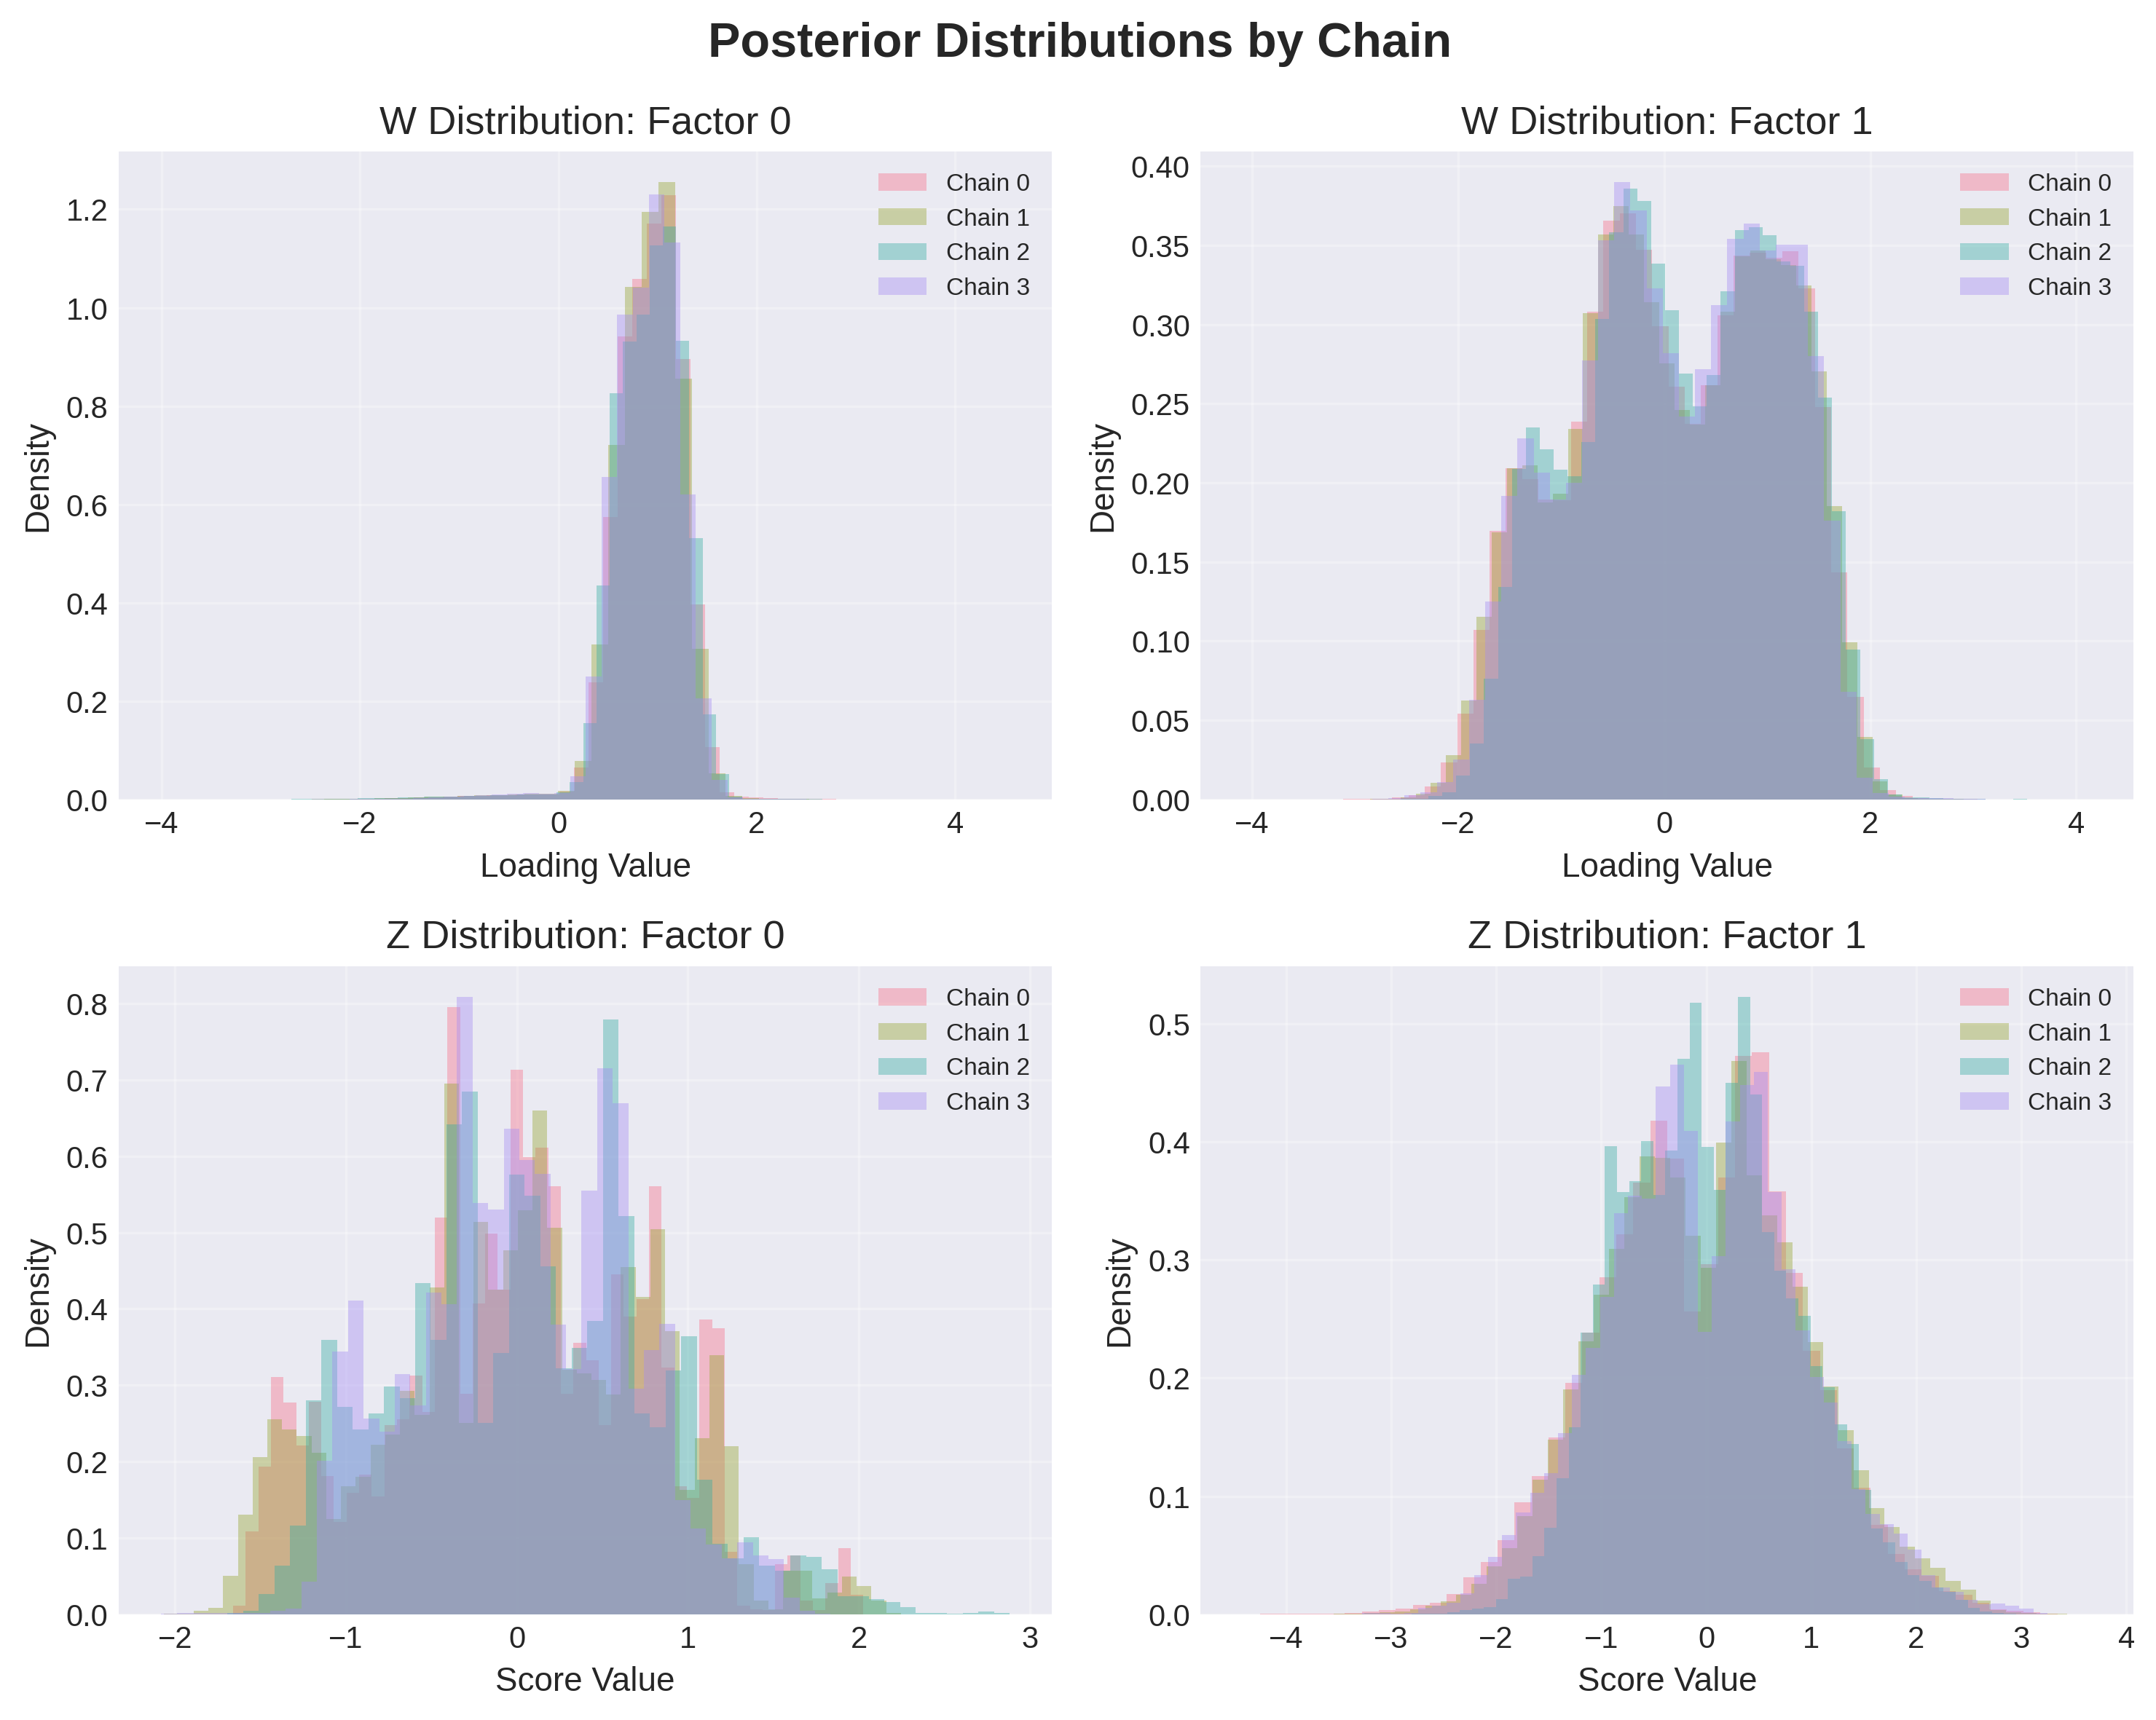 Posterior Distributions by Chain
W Distribution: Factor 0
Density
1.2
1.0
0.8
0.6
0.4
0.2
0.0
−4
−2
0
2
4
Loading Value
Chain 0
Chain 1
Chain 2
Chain 3
W Distribution: Factor 1
Density
0.40
0.35
0.30
0.25
0.20
0.15
0.10
0.05
0.00
−4
−2
0
2
4
Loading Value
Chain 0
Chain 1
Chain 2
Chain 3
Z Distribution: Factor 0
Density
0.8
0.7
0.6
0.5
0.4
0.3
0.2
0.1
0.0
−2
−1
0
1
2
3
Score Value
Chain 0
Chain 1
Chain 2
Chain 3
Z Distribution: Factor 1
Density
0.5
0.4
0.3
0.2
0.1
0.0
−4
−3
−2
−1
0
1
2
3
4
Score Value
Chain 0
Chain 1
Chain 2
Chain 3